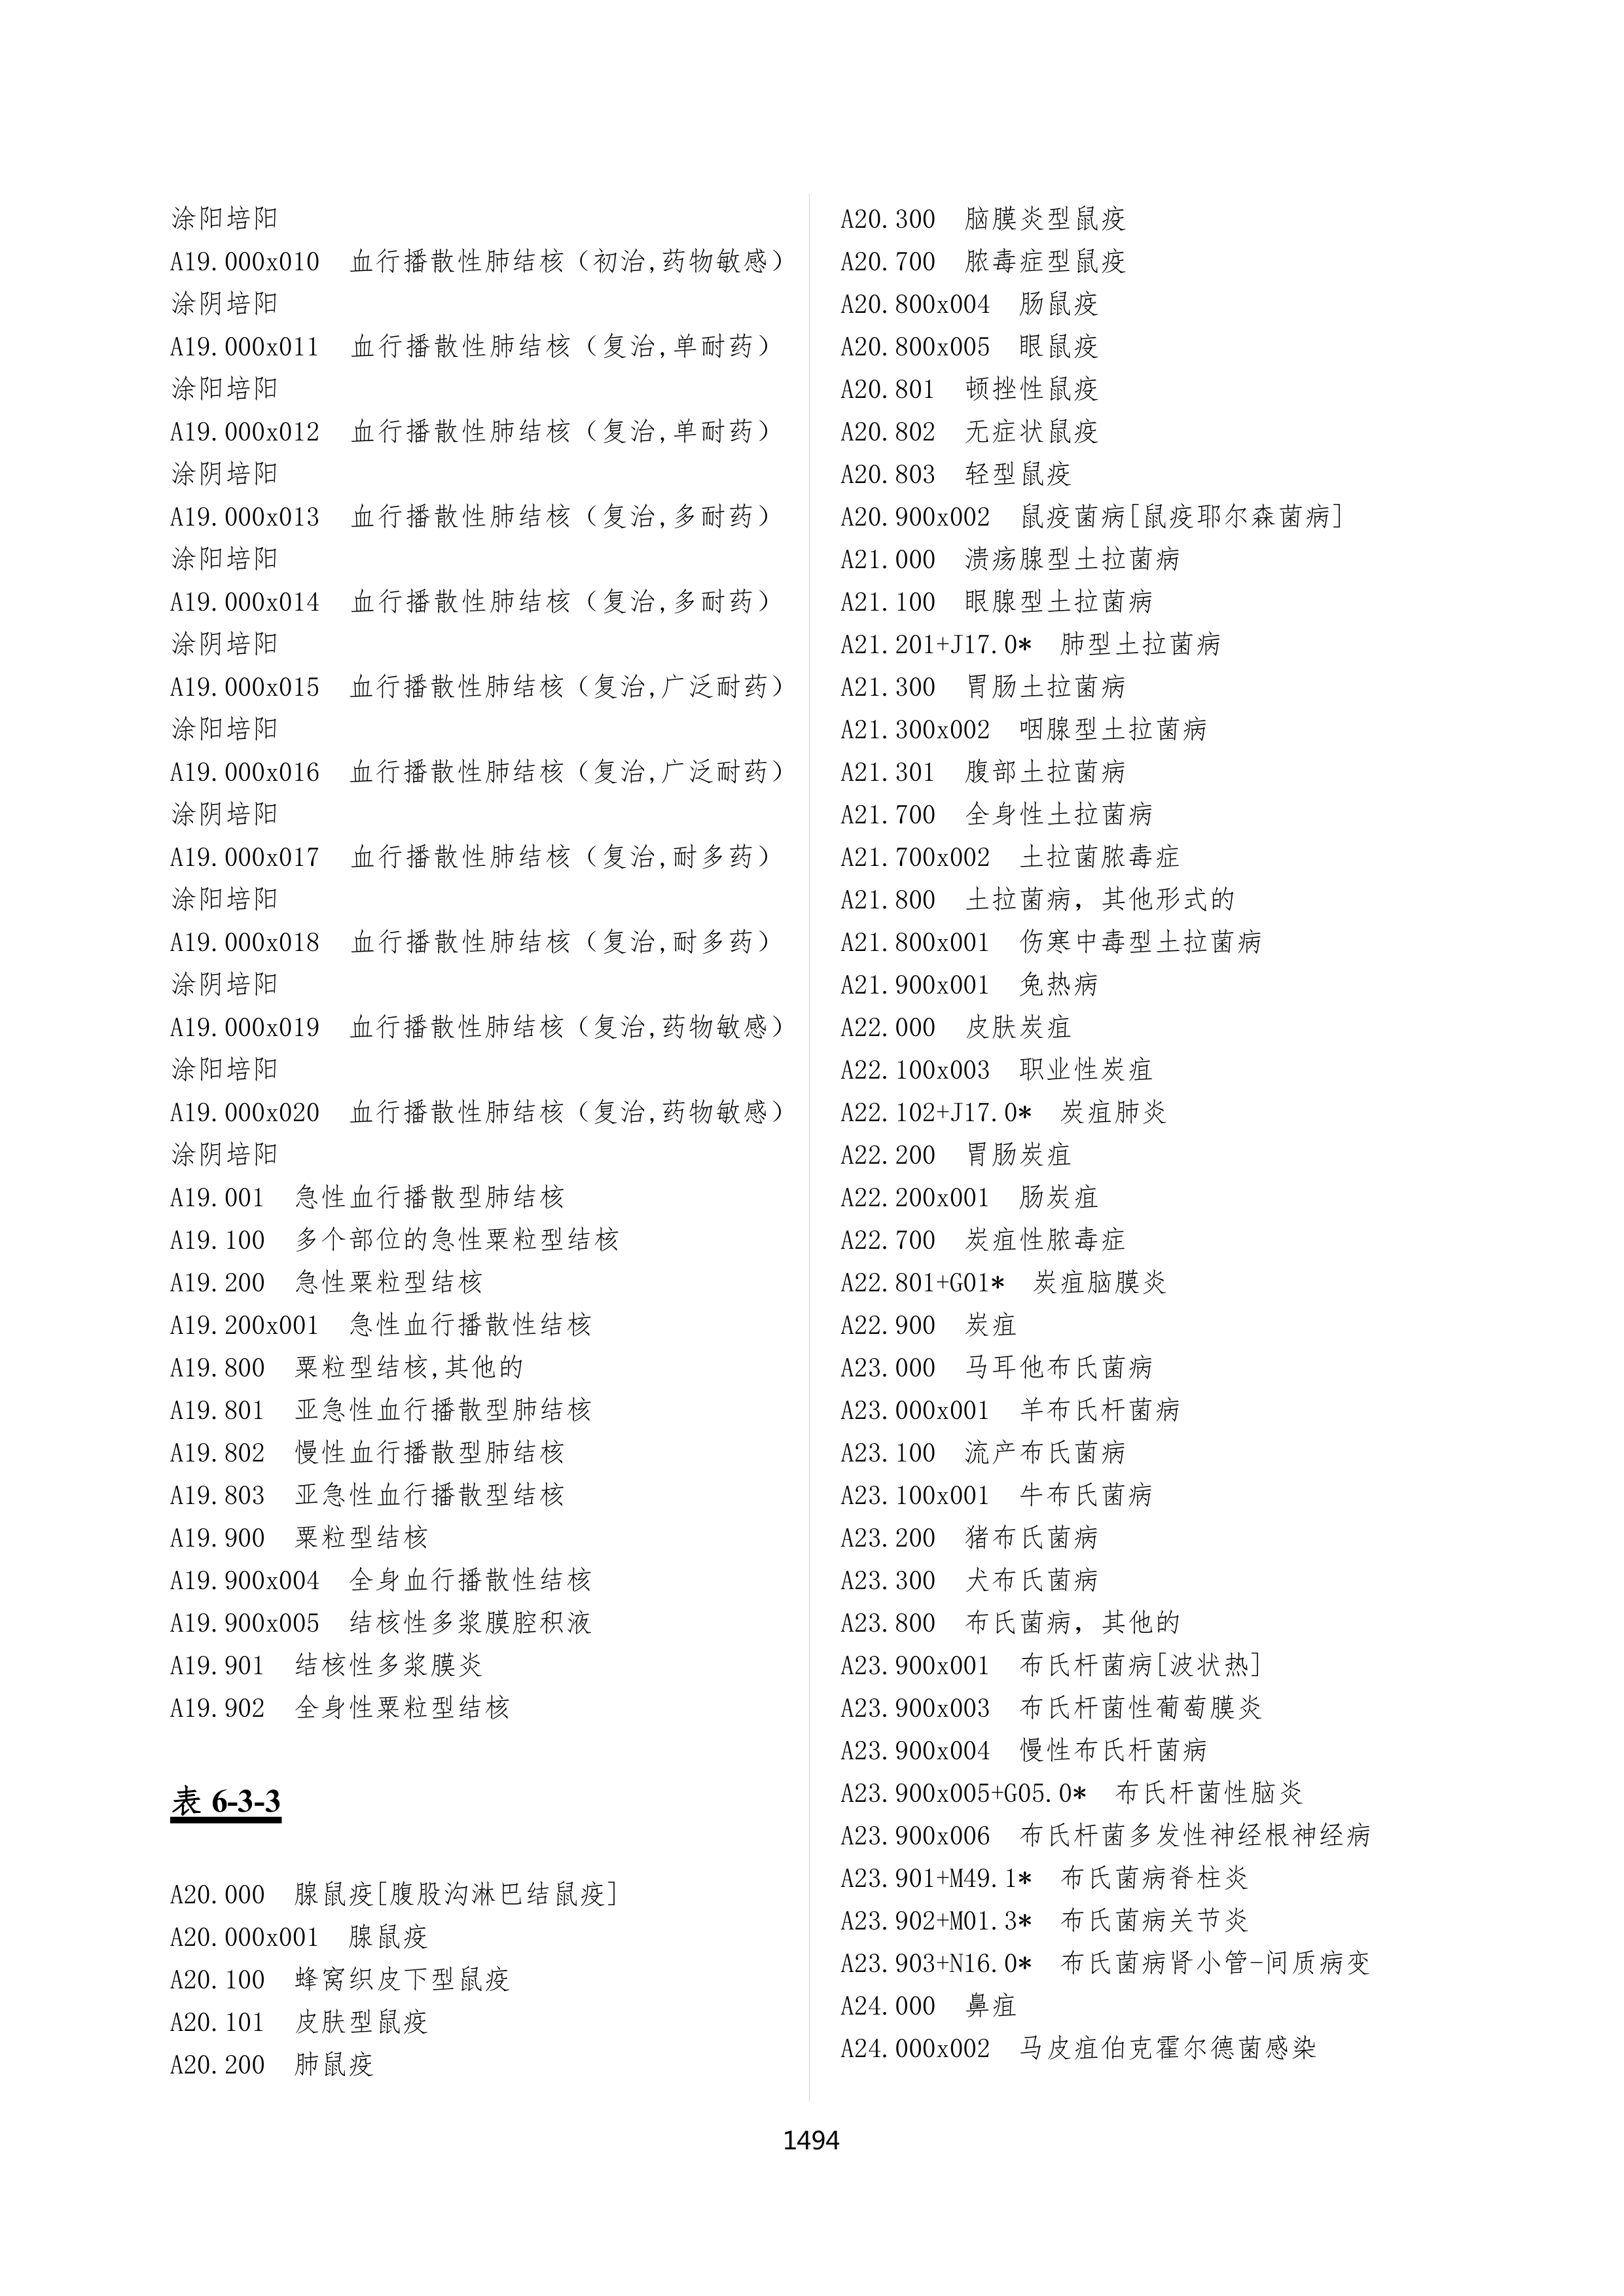 涂阳培阳
A19.000x010 血行播散性肺结核（初治,药物敏感）
涂阴培阳
A19.000x011 血行播散性肺结核（复治,单耐药）
涂阳培阳
A19.000x012 血行播散性肺结核（复治,单耐药）
涂阴培阳
A19.000x013 血行播散性肺结核（复治,多耐药）
涂阳培阳
A19.000x014 血行播散性肺结核（复治,多耐药）
涂阴培阳
A19.000x015 血行播散性肺结核（复治,广泛耐药）
涂阳培阳
A19.000x016 血行播散性肺结核（复治,广泛耐药）
涂阴培阳
A19.000x017 血行播散性肺结核（复治,耐多药）
涂阳培阳
A19.000x018 血行播散性肺结核（复治,耐多药）
涂阴培阳
A19.000x019 血行播散性肺结核（复治,药物敏感）
涂阳培阳
A19.000x020 血行播散性肺结核（复治,药物敏感）
涂阴培阳
A19.001 急性血行播散型肺结核
A19.100 多个部位的急性粟粒型结核
A19.200 急性粟粒型结核
A19.200x001 急性血行播散性结核
A19.800 粟粒型结核,其他的
A19.801 亚急性血行播散型肺结核
A19.802 慢性血行播散型肺结核
A19.803 亚急性血行播散型结核
A19.900 粟粒型结核
A19.900x004 全身血行播散性结核
A19.900x005 结核性多浆膜腔积液
A19.901 结核性多浆膜炎
A19.902 全身性粟粒型结核
表 6-3-3
A20.000 腺鼠疫[腹股沟淋巴结鼠疫]
A20.000x001 腺鼠疫
A20.100 蜂窝织皮下型鼠疫
A20.101 皮肤型鼠疫
A20.200 肺鼠疫
A20.300 脑膜炎型鼠疫
A20.700 脓毒症型鼠疫
A20.800x004 肠鼠疫
A20.800x005 眼鼠疫
A20.801 顿挫性鼠疫
A20.802 无症状鼠疫
A20.803 轻型鼠疫
A20.900x002 鼠疫菌病[鼠疫耶尔森菌病]
A21.000 溃疡腺型土拉菌病
A21.100 眼腺型土拉菌病
A21.201+J17.0* 肺型土拉菌病
A21.300 胃肠土拉菌病
A21.300x002 咽腺型土拉菌病
A21.301 腹部土拉菌病
A21.700 全身性土拉菌病
A21.700x002 土拉菌脓毒症
A21.800 土拉菌病，其他形式的
A21.800x001 伤寒中毒型土拉菌病
A21.900x001 兔热病
A22.000 皮肤炭疽
A22.100x003 职业性炭疽
A22.102+J17.0* 炭疽肺炎
A22.200 胃肠炭疽
A22.200x001 肠炭疽
A22.700 炭疽性脓毒症
A22.801+G01* 炭疽脑膜炎
A22.900 炭疽
A23.000 马耳他布氏菌病
A23.000x001 羊布氏杆菌病
A23.100 流产布氏菌病
A23.100x001 牛布氏菌病
A23.200 猪布氏菌病
A23.300 犬布氏菌病
A23.800 布氏菌病，其他的
A23.900x001 布氏杆菌病[波状热]
A23.900x003 布氏杆菌性葡萄膜炎
A23.900x004 慢性布氏杆菌病
A23.900x005+G05.0* 布氏杆菌性脑炎
A23.900x006 布氏杆菌多发性神经根神经病
A23.901+M49.1* 布氏菌病脊柱炎
A23.902+M01.3* 布氏菌病关节炎
A23.903+N16.0* 布氏菌病肾小管-间质病变
A24.000 鼻疽
A24.000x002 马皮疽伯克霍尔德菌感染
1494